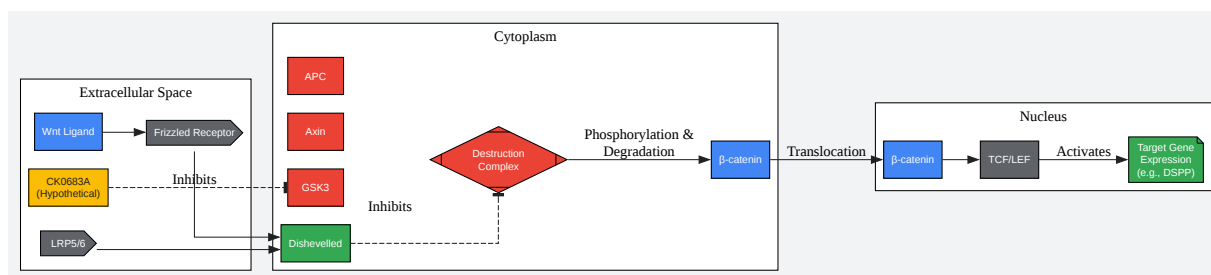 Extracellular Space
Wnt Ligand
Frizzled Receptor
CK0683A
(Hypothetical)
Inhibits
LRP5/6
Cytoplasm
APC
Axin
GSK3
Dishevelled
Inhibits
Destruction
Complex
Phosphorylation &
Degradation
β-catenin
Translocation
Nucleus
β-catenin
TCF/LEF
Activates
Target Gene
Expression
(e.g., DSPP)